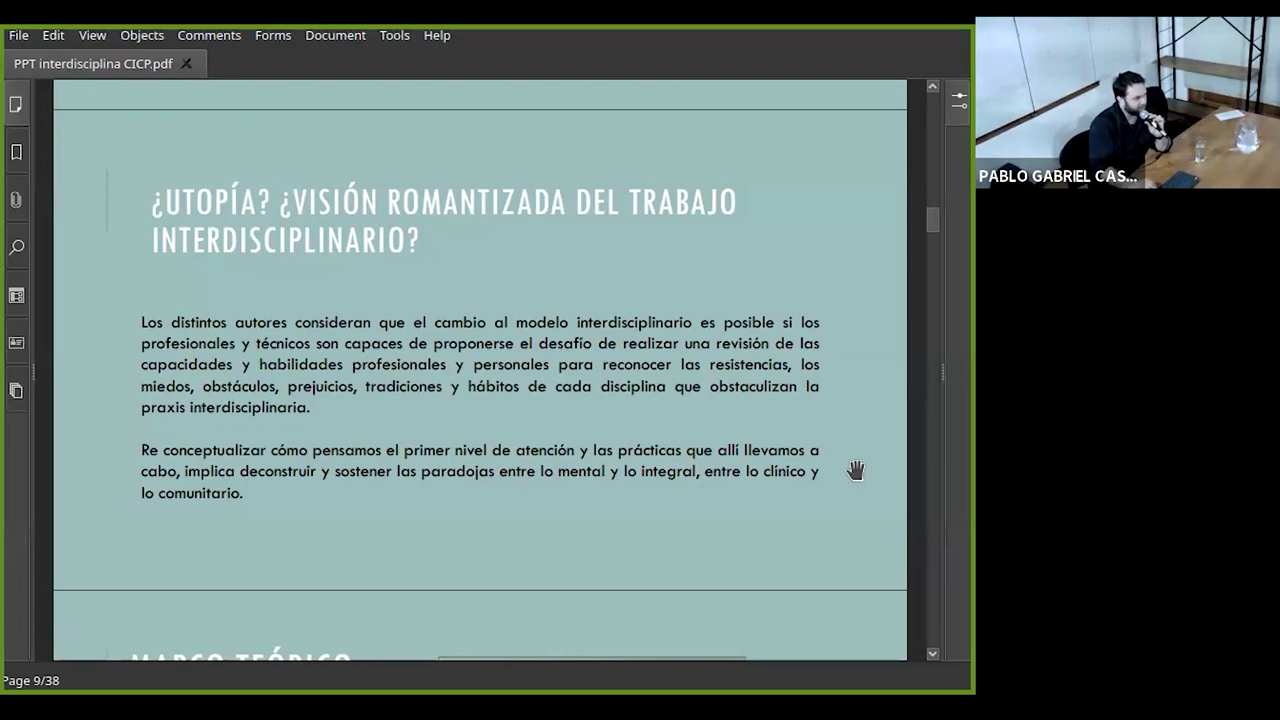 File Edit View Objects Comments Forms Document Tools Help
PPT interdisciplina CICP.pdf
¿UTOPÍA? ¿VISIÓN ROMANTIZADA DEL TRABAJO
INTERDISCIPLINARIO?
Los distintos autores consideran que el cambio al modelo interdisciplinario es posible si los
profesionales y técnicos son capaces de proponerse el desafío de realizar una revisión de las
capacidades y habilidades profesionales y personales para reconocer las resistencias, los
miedos, obstáculos, prejuicios, tradiciones y hábitos de cada disciplina que obstaculizan la
praxis interdisciplinaria.
Re conceptualizar cómo pensamos el primer nivel de atención y las prácticas que allí llevamos a
cabo, implica deconstruir y sostener las paradojas entre lo mental y lo integral, entre lo clínico y
lo comunitario.
MARCO TEÓRICO
Page 9/38
PABLO GABRIEL CAS...